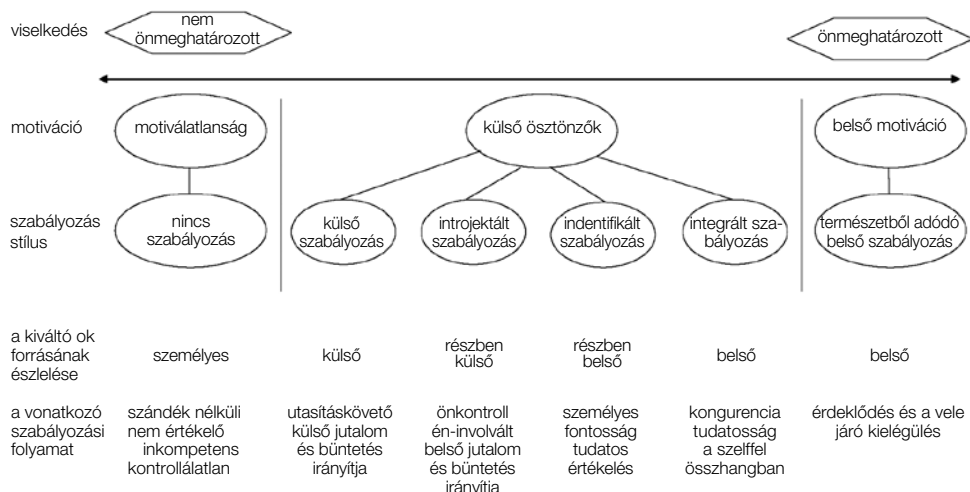 viselkedés
nem
önmeghatározott
önmeghatározott
motiváció
motiválatlanság
külső ösztönzők
belső motiváció
szabályozás
stílus
nincs
szabályozás
külső
szabályozás
introjektált
szabályozás
indentifikált
szabályozás
integrált sza-
bályozás
természetből adódó
belső szabályozás
a kiváltó ok
forrásának
észlelése
személyes
külső
részben
külső
részben
belső
belső
belső
a vonatkozó
szabályozási
folyamat
szándék nélküli
nem értékelő
inkompetens
kontrollálatlan
utasításkövető
külső jutalom
és büntetés
irányítja
önkontroll
én-involvált
belső jutalom
és büntetés
irányítja
személyes
fontosság
tudatos
értékelés
kongurencia
tudatosság
a szelffel
összhangban
érdeklődés és a vele
járó kielégülés